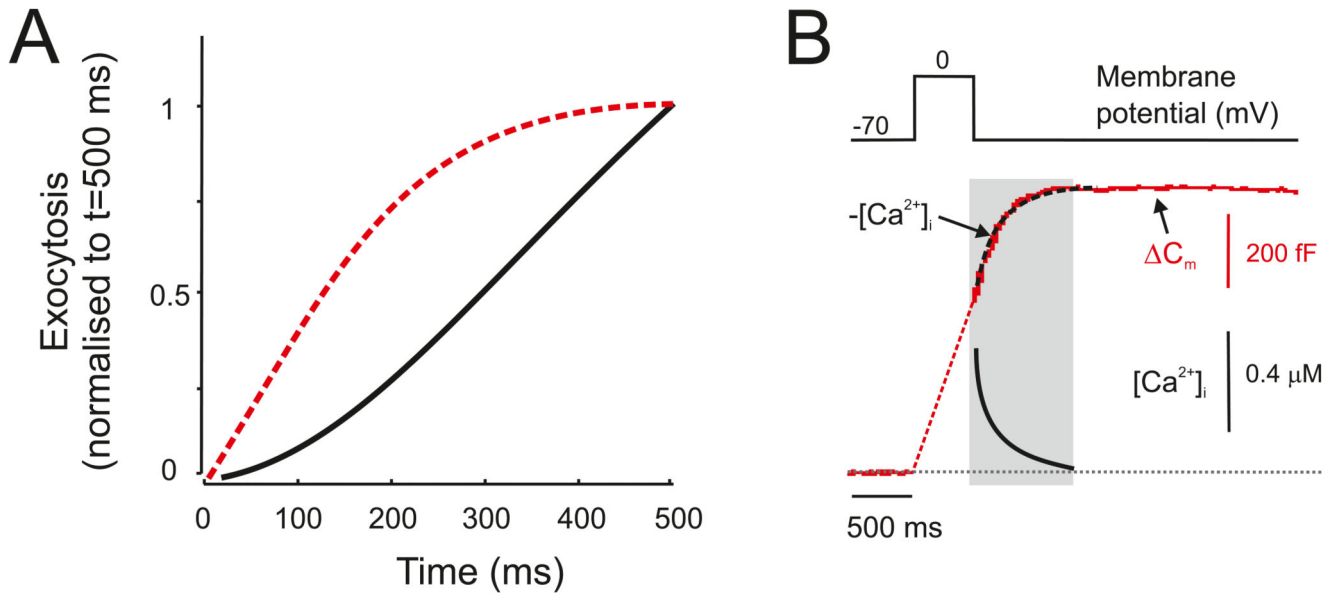 A
Exocytosis
(normalised to t=500 ms)
1
0.5
0
0
100
200
300
400
500
Time (ms)
B
0
-70
Membrane
potential (mV)
-[Ca²⁺]ᵢ
ΔCₘ
200 fF
[Ca²⁺]ᵢ
0.4 μM
500 ms